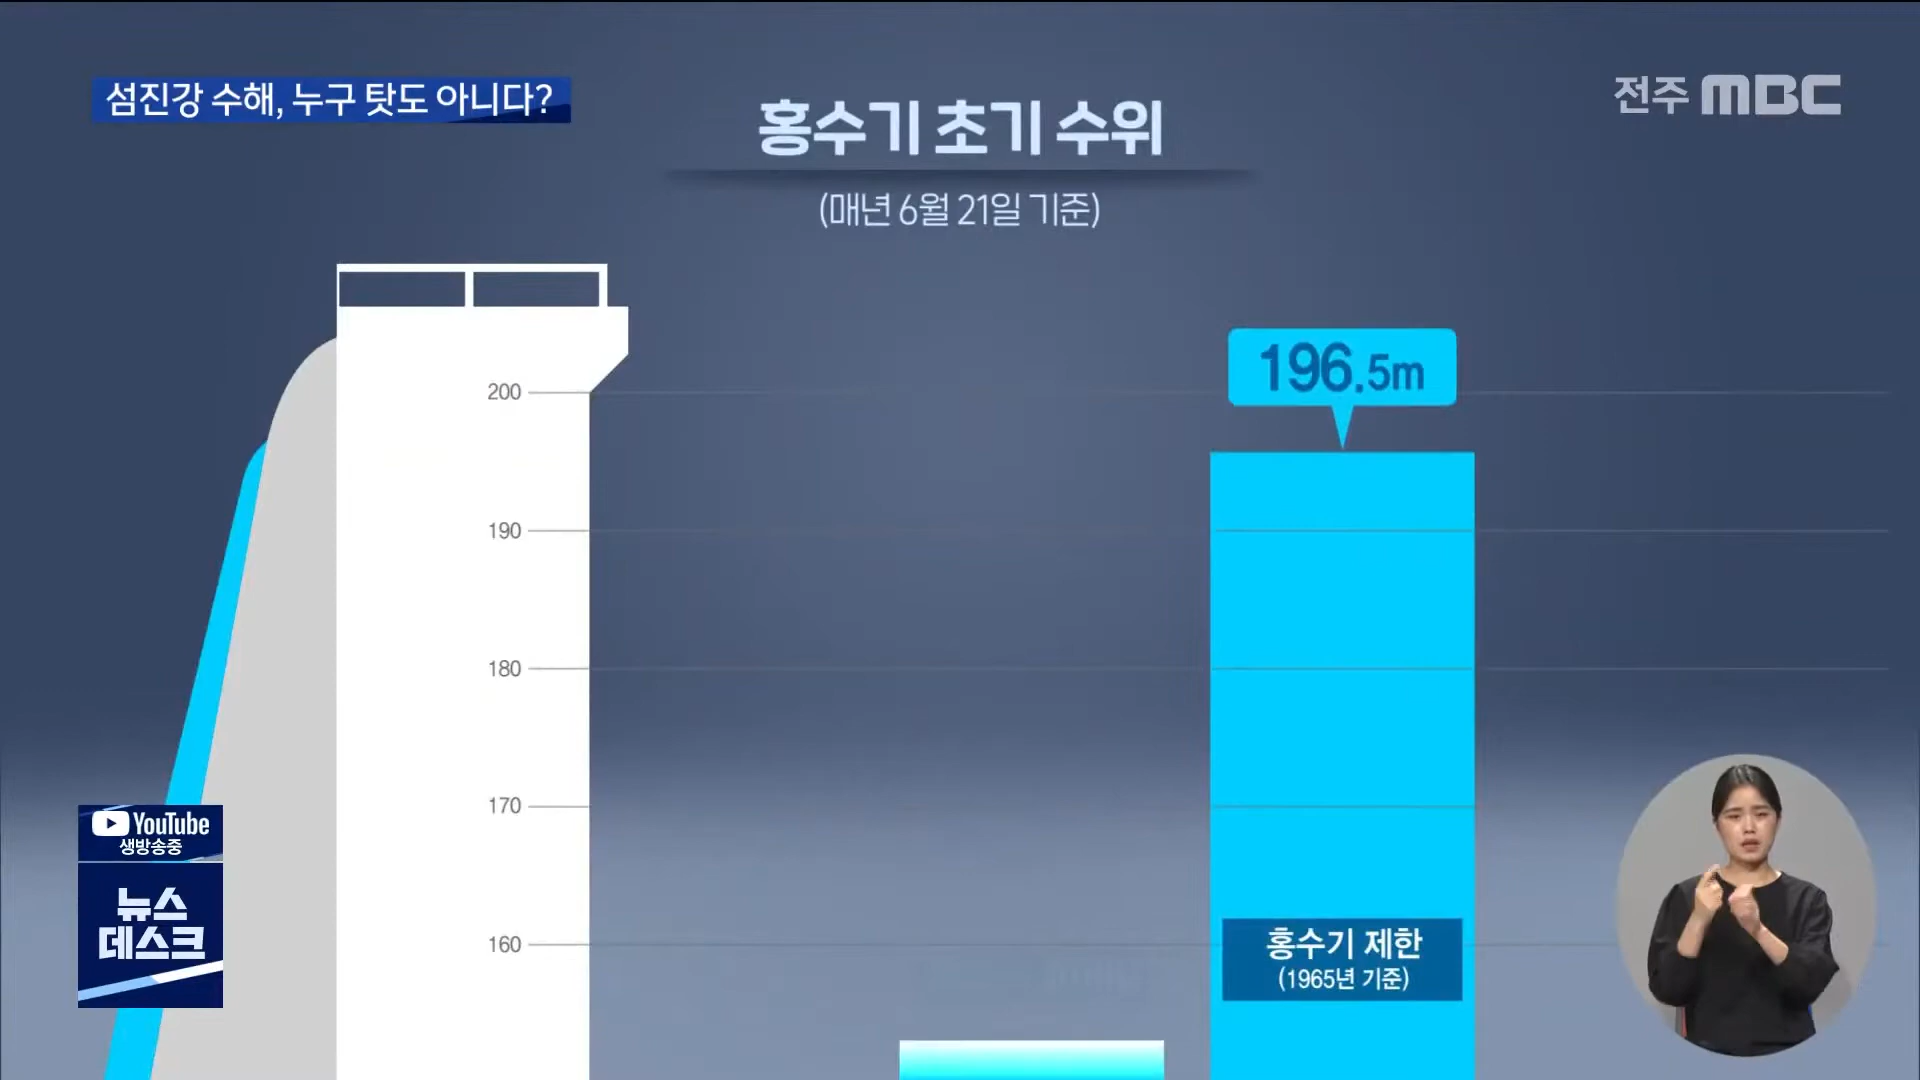 섬진강 수해, 누구 탓도 아니다?
전주 MBC
홍수기 초기 수위
(매년 6월 21일 기준)
196.5m
200
190
180
170
160
홍수기 제한
(1965년 기준)
YouTube
생방송중
뉴스
데스크